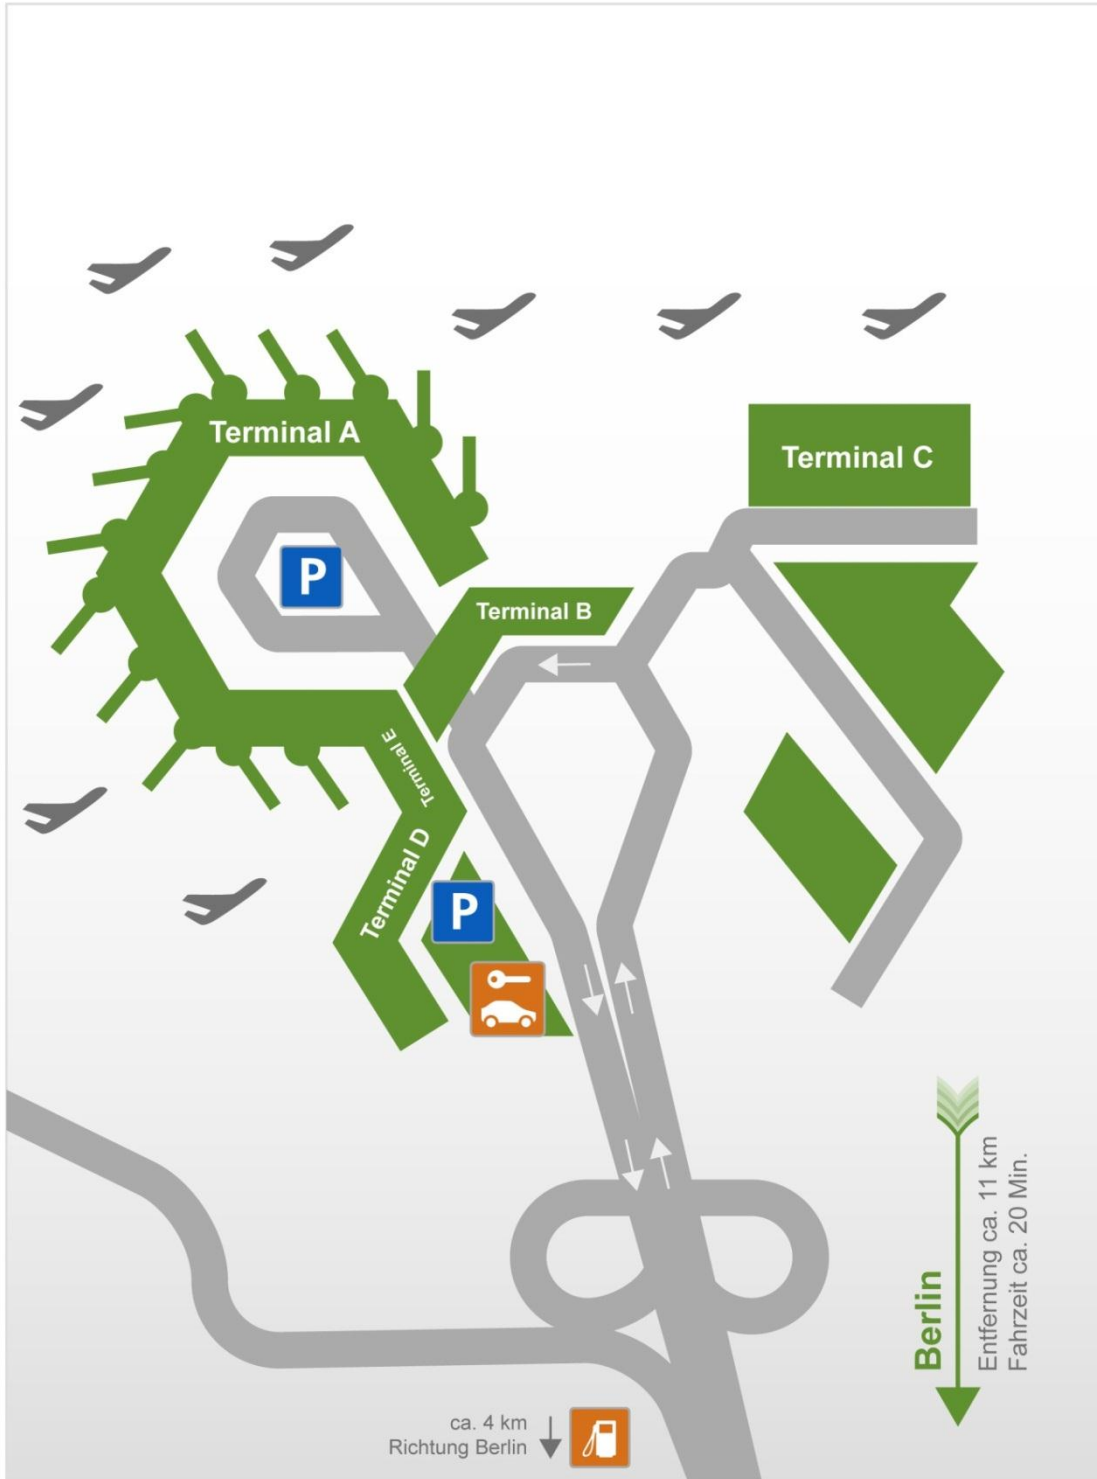 Terminal A
Terminal C
P
Terminal B
Terminal E
Terminal D
P
Berlin
Entfernung ca. 11 km
Fahrzeit ca. 20 Min.
ca. 4 km
Richtung Berlin